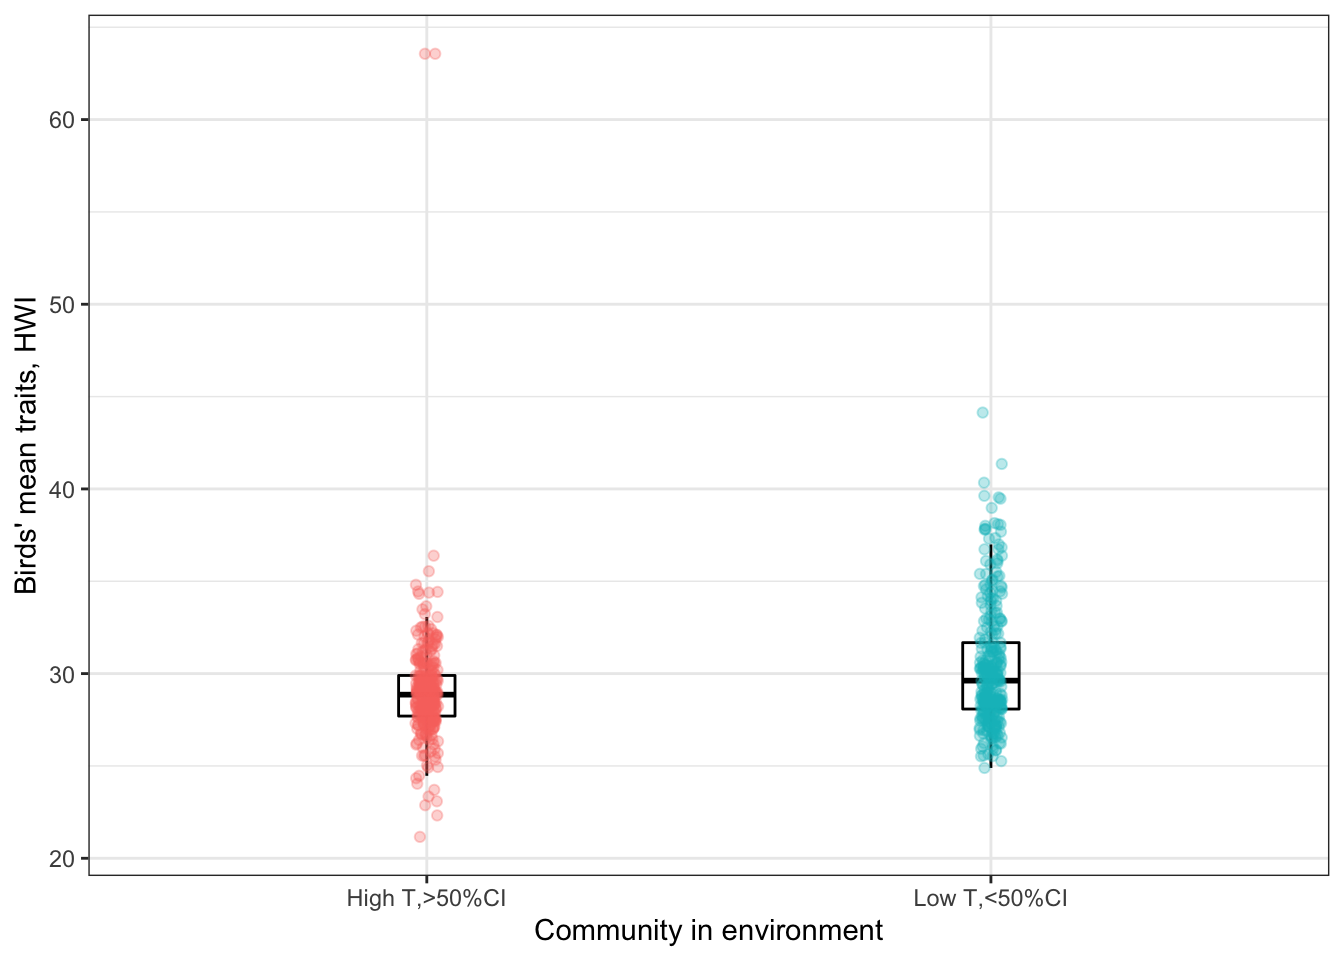 60
50
40
30
20
Birds' mean traits, HWI
High T,>50%CI
Low T,<50%CI
Community in environment